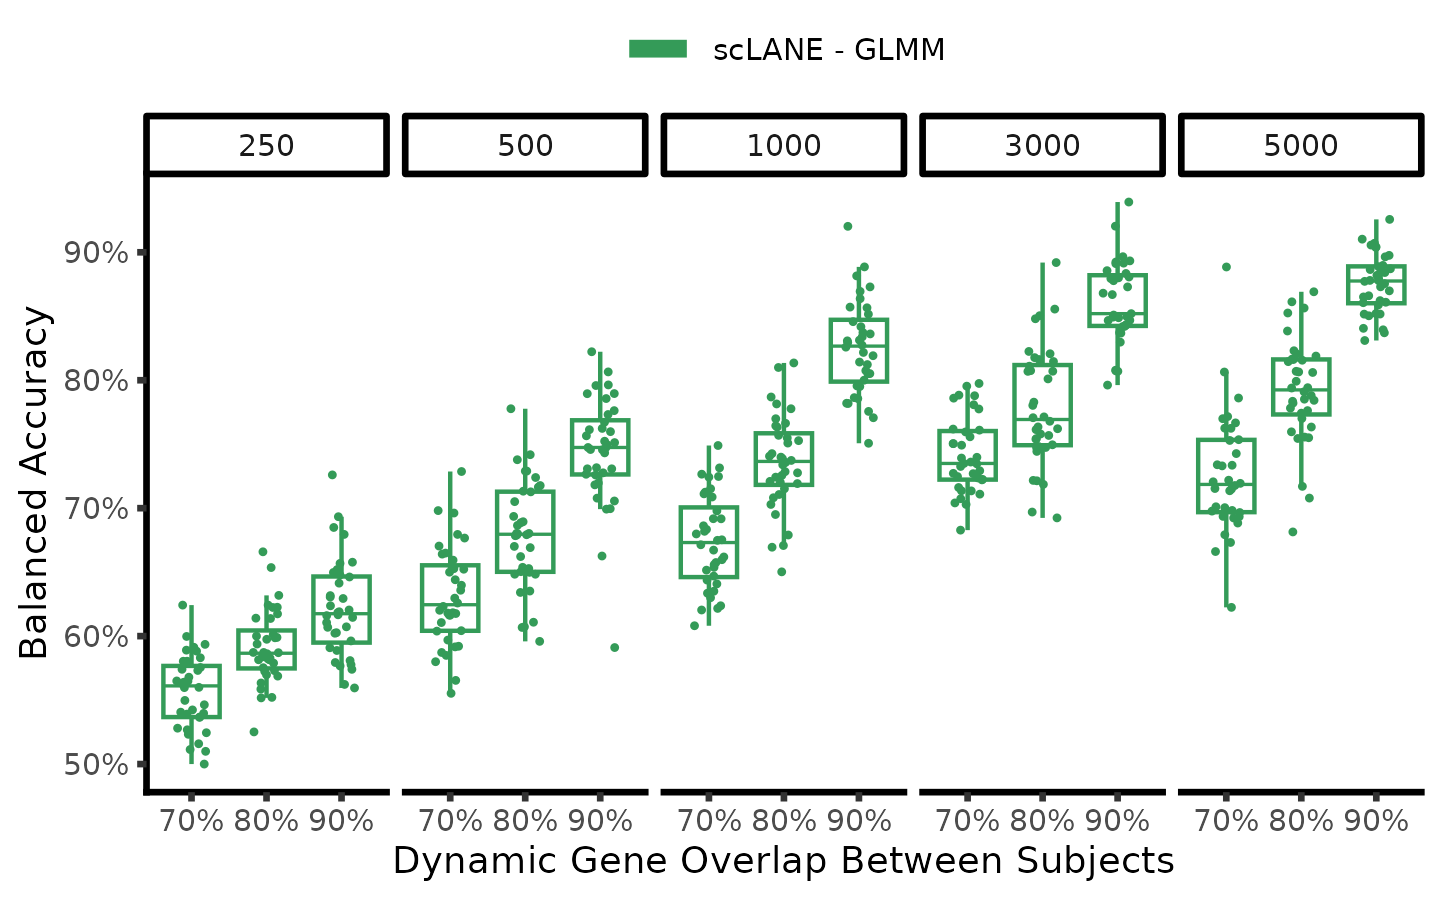 scLANE - GLMM
250 500 1000 3000 5000
90%
80%
70%
60%
50%
Balanced Accuracy
70% 80% 90% 70% 80% 90% 70% 80% 90% 70% 80% 90% 70% 80% 90%
Dynamic Gene Overlap Between Subjects